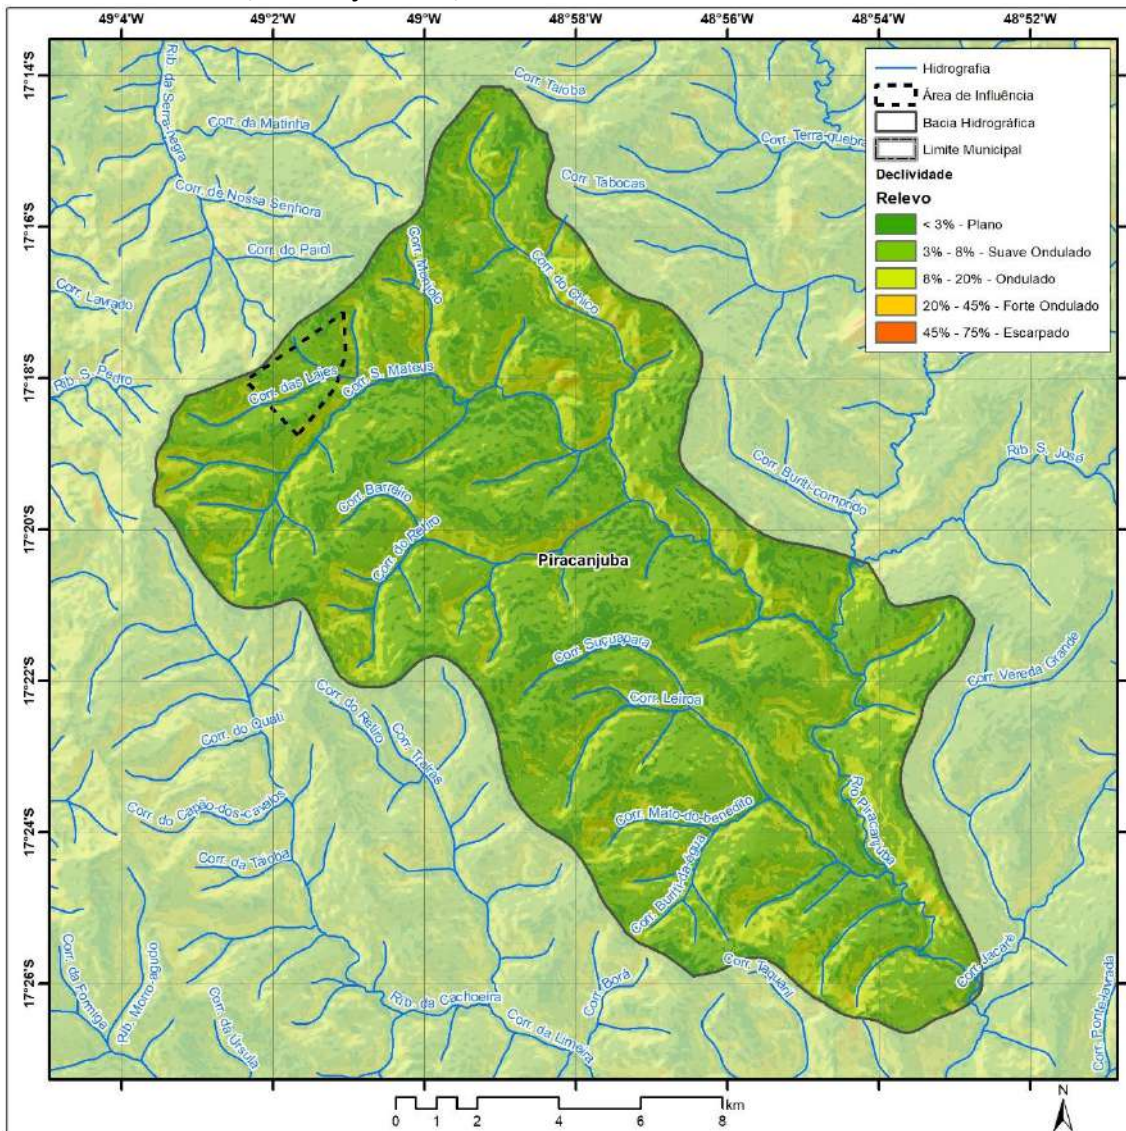 49°4'W
49°2'W
49°0'W
48°58'W
48°56'W
48°54'W
48°52'W
17°14'S
17°16'S
17°18'S
17°20'S
17°22'S
17°24'S
17°26'S
Hidrografia
Área de Influência
Bacia Hidrográfica
Limite Municipal
Declividade
Relevo
< 3% - Plano
3% - 8% - Suave Ondulado
8% - 20% - Ondulado
20% - 45% - Forte Ondulado
45% - 75% - Escarpado
Rib. da Serra-negra
Corr. da Matinha
Corr. de Nossa Senhora
Corr. do Paiol
Corr. Lavrado
Rib. S. Pedro
Corr. Taioba
Corr. Terra-quebra
Corr. Tabocas
Corr. Monjolo
Corr. do Chico
Corr. das Lajes
Corr. S. Mateus
Corr. Barreiro
Corr. do Retiro
Piracanjuba
Corr. Buriti-comprido
Rib. S. José
Corr. Vereda Grande
Corr. Suçuapara
Corr. Leiroa
Corr. do Retiro
Corr. Traíras
Corr. do Quati
Corr. do Capão-dos-cavalos
Corr. da Taioba
Corr. Mato-do-benedito
Corr. Buriti-da-água
Rio Piracanjuba
Corr. da Formiga
Rib. Morro-agudo
Corr. da Úrsula
Rib. da Cachoeira
Corr. da Limeira
Corr. Borá
Corr. Taquaril
Corr. Jacaré
Corr. Ponte-lavrada
0 1 2 4 6 8 km
N